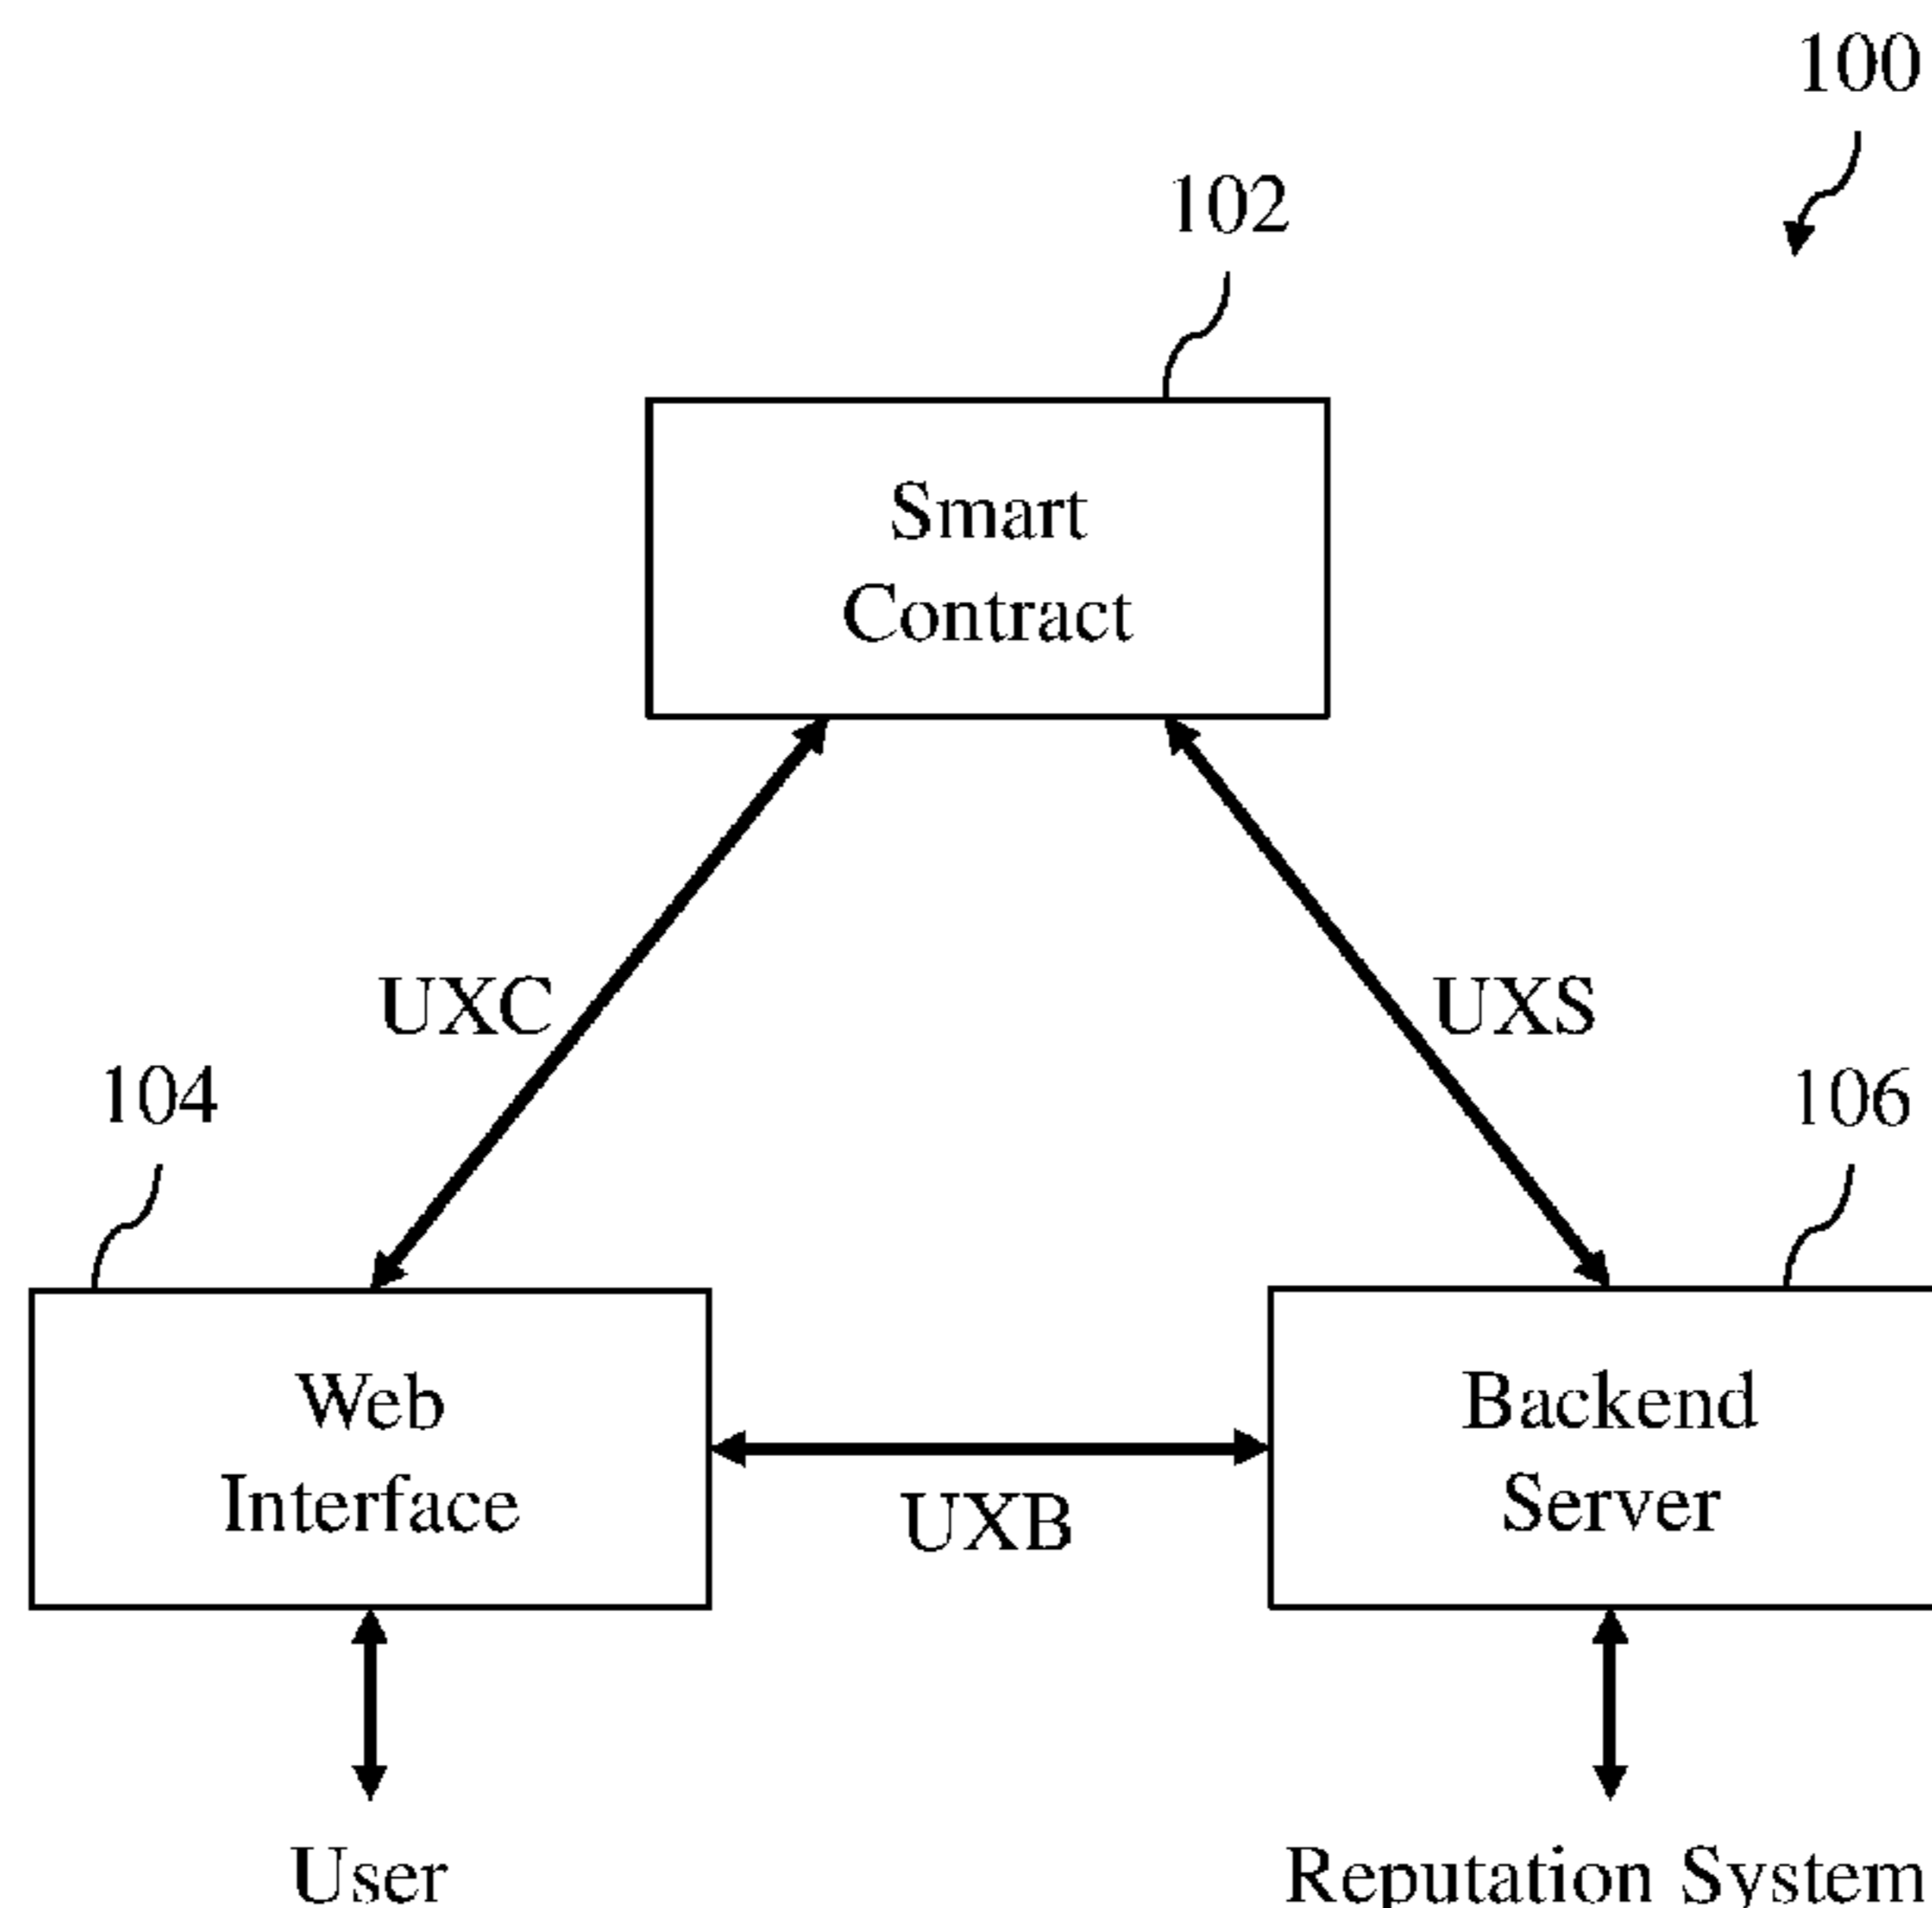 100
102
Smart
Contract
UXC
UXS
104
106
Web
Interface
Backend
Server
UXB
User
Reputation System